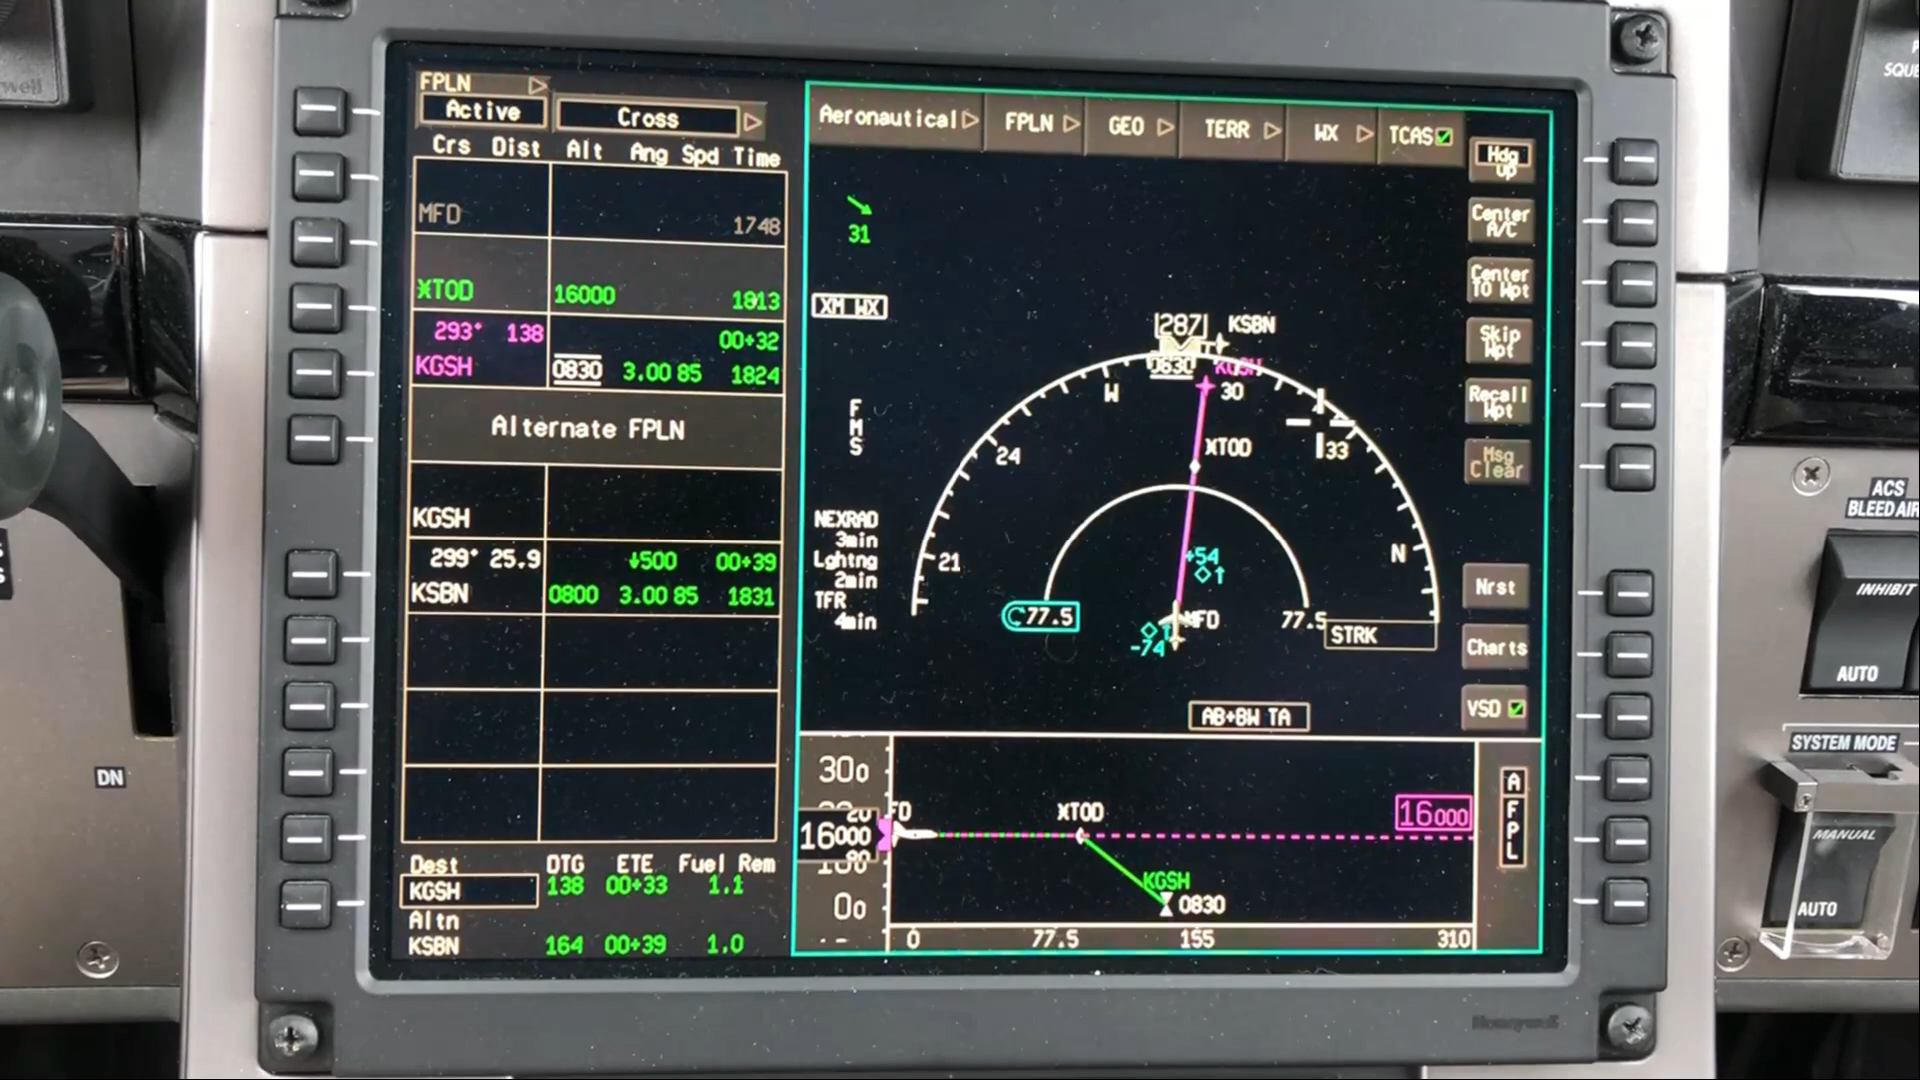 FPLN
Active Cross
Crs Dist Alt Ang Spd Time
MFD 1748
XTOD 16000 1813
293° 138 00+32
KGSH 0830 3.00 85 1824
Alternate FPLN
KGSH
299° 25.9 ↓500 00+39
KSBN 0800 3.00 85 1831
Dest DTG ETE Fuel Rem
KGSH 138 00+33 1.1
Altn
KSBN 164 00+39 1.0
Aeronautical FPLN GEO TERR WX TCAS
31
XM WX
287 KSBN
0830 KGSH
30
W
XTOD
24
33
FMS
NEXRAD
3min
Lghtng
2min
TFR
4min
21
N
+54
77.5 MFD 77.5
STRK
-74
AB+BW TA
Hdg Up
Center A/C
Center TO Wpt
Skip Wpt
Recall Wpt
Msg Clear
Nrst
Charts
VSD
300
16000
00
XTOD
16000
KGSH
0830
0 77.5 155 310
A
FPL
Honeywell
DN
ACS
BLEED AIR
INHIBIT
AUTO
SYSTEM MODE
MANUAL
AUTO